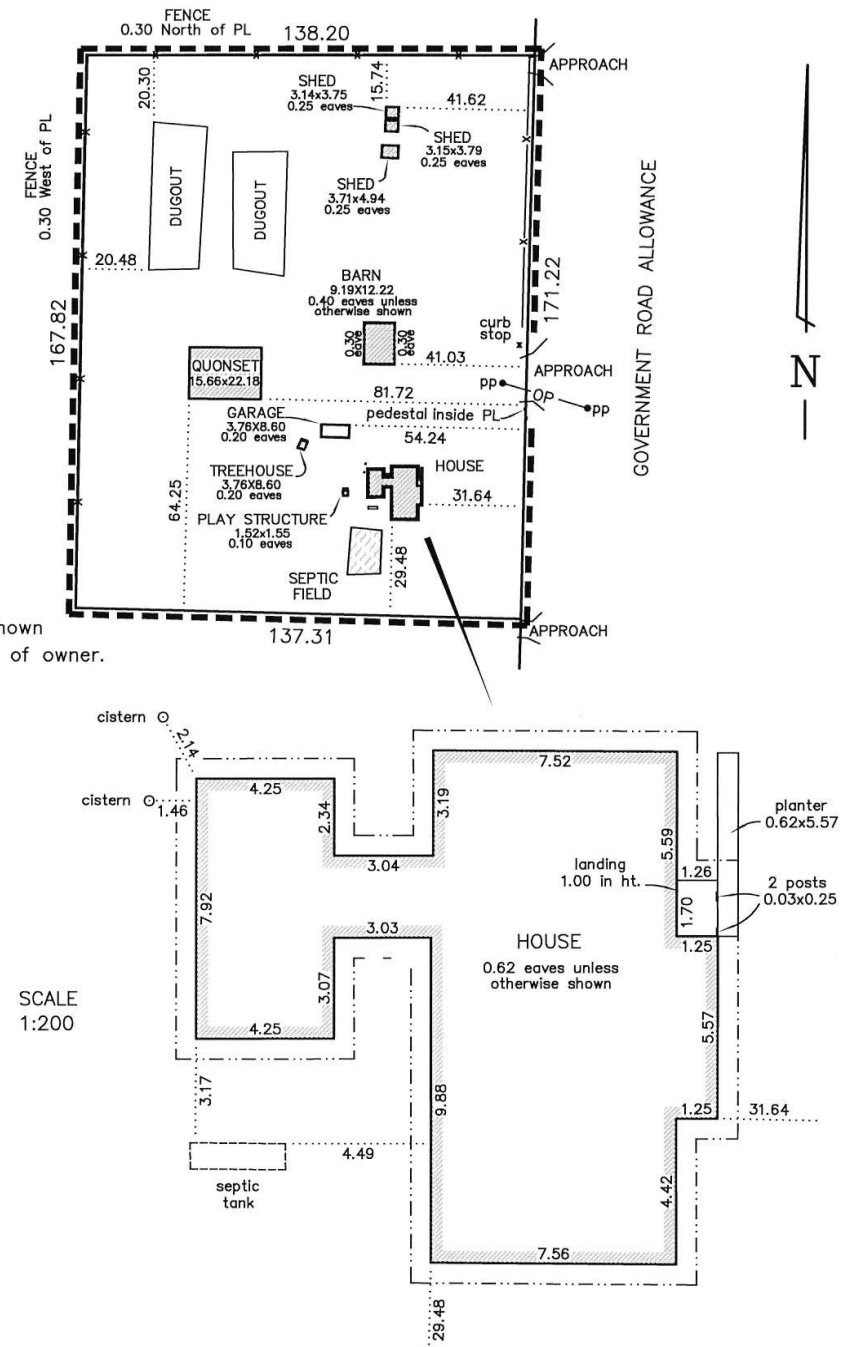 FENCE
0.30 North of PL
138.20
APPROACH
20.30
SHED
3.14x3.75
0.25 eaves
15.74
41.62
SHED
3.15x3.79
0.25 eaves
FENCE
0.30 West of PL
DUGOUT
DUGOUT
SHED
3.71x4.94
0.25 eaves
GOVERNMENT ROAD ALLOWANCE
20.48
BARN
9.19X12.22
0.40 eaves unless
otherwise shown
171.22
167.82
0.30
eave
0.30
eave
curb
stop
41.03
APPROACH
N
QUONSET
15.66x22.18
pp
OP
pp
81.72
GARAGE
3.76X8.60
0.20 eaves
pedestal inside PL
54.24
TREEHOUSE
3.76X8.60
0.20 eaves
HOUSE
64.25
31.64
PLAY STRUCTURE
1.52x1.55
0.10 eaves
29.48
SEPTIC
FIELD
hown
of owner.
137.31
APPROACH
cistern
2.14
cistern
1.46
4.25
2.34
3.04
3.19
7.52
5.59
planter
0.62x5.57
landing
1.00 in ht.
1.26
1.70
2 posts
0.03x0.25
7.92
3.03
1.25
HOUSE
0.62 eaves unless
otherwise shown
SCALE
1:200
3.07
4.25
5.57
3.17
9.88
1.25
31.64
4.49
septic
tank
4.42
7.56
29.48